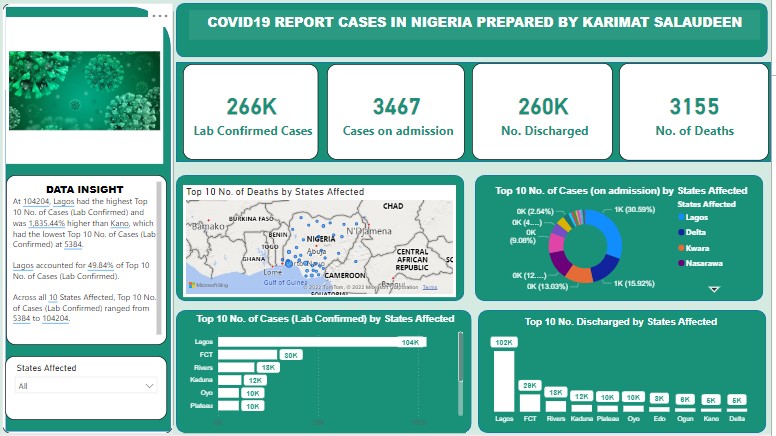 COVID19 REPORT CASES IN NIGERIA PREPARED BY KARIMAT SALAUDEEN
266K
Lab Confirmed Cases
3467
Cases on admission
260K
No. Discharged
3155
No. of Deaths
DATA INSIGHT
At 104204, Lagos had the highest Top
10 No. of Cases (Lab Confirmed) and
was 1,835.44% higher than Kano, which
had the lowest Top 10 No. of Cases (Lab
Confirmed) at 5384.
Lagos accounted for 49.84% of Top 10
No. of Cases (Lab Confirmed).
Across all 10 States Affected, Top 10 No.
of Cases (Lab Confirmed) ranged from
5384 to 104204.
States Affected
All
Top 10 No. of Deaths by States Affected
CHAD
BURKINA FASO
Bamako
N'Djamena
BENIN
NIGERIA
TOGO
Abuja
GHANA
CENTRAL
AFRICAN
REPUBLIC
Lome
CAMEROON
Gulf of Guinea
Microsoft Bing
© 2022 TomTom, © 2022 Microsoft Corporation Terms
Top 10 No. of Cases (on admission) by States Affected
0K (2.54%)
0K (4....)
0K
(9.08%)
0K (12....)
0K (13.03%)
1K (15.92%)
1K (30.59%)
States Affected
Lagos
Delta
Kwara
Nasarawa
Top 10 No. of Cases (Lab Confirmed) by States Affected
Lagos 104K
FCT 30K
Rivers 18K
Kaduna 12K
Oyo 10K
Plateau 10K
Top 10 No. Discharged by States Affected
102K 29K 18K 12K 10K 10K 8K 6K 5K 5K
Lagos FCT Rivers Kaduna Plateau Oyo Edo Ogun Kano Delta